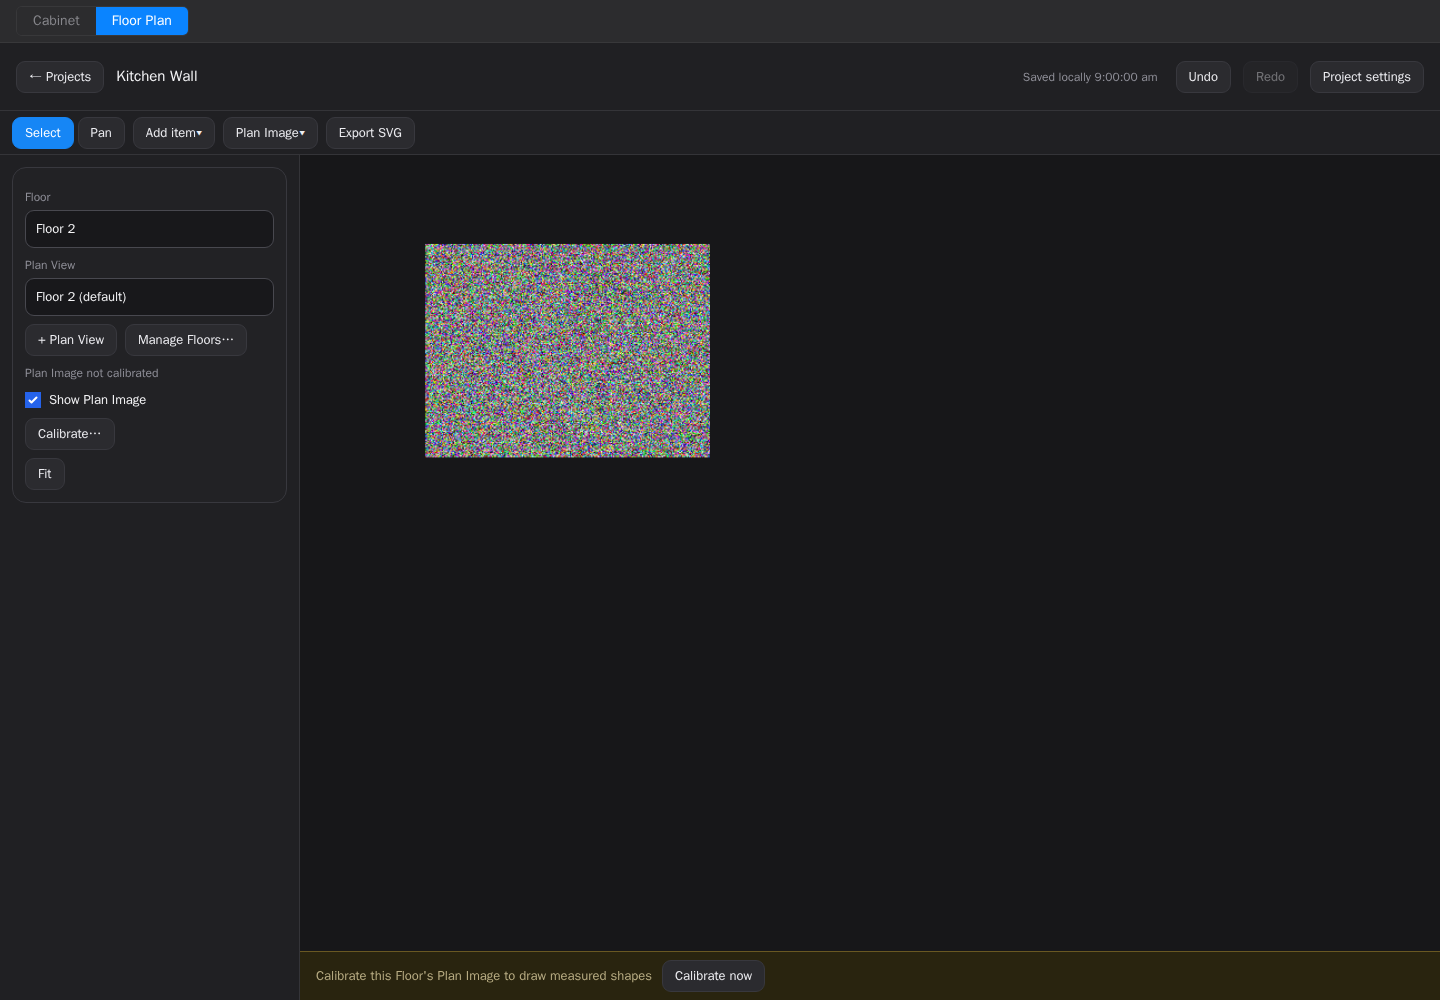 Cabinet Floor Plan
← Projects Kitchen Wall Saved locally 9:00:00 am Undo Redo Project settings
Select Pan Add item▾ Plan Image▾ Export SVG
Floor
Floor 2
Plan View
Floor 2 (default)
+ Plan View Manage Floors…
Plan Image not calibrated
Show Plan Image
Calibrate…
Fit
Calibrate this Floor's Plan Image to draw measured shapes Calibrate now